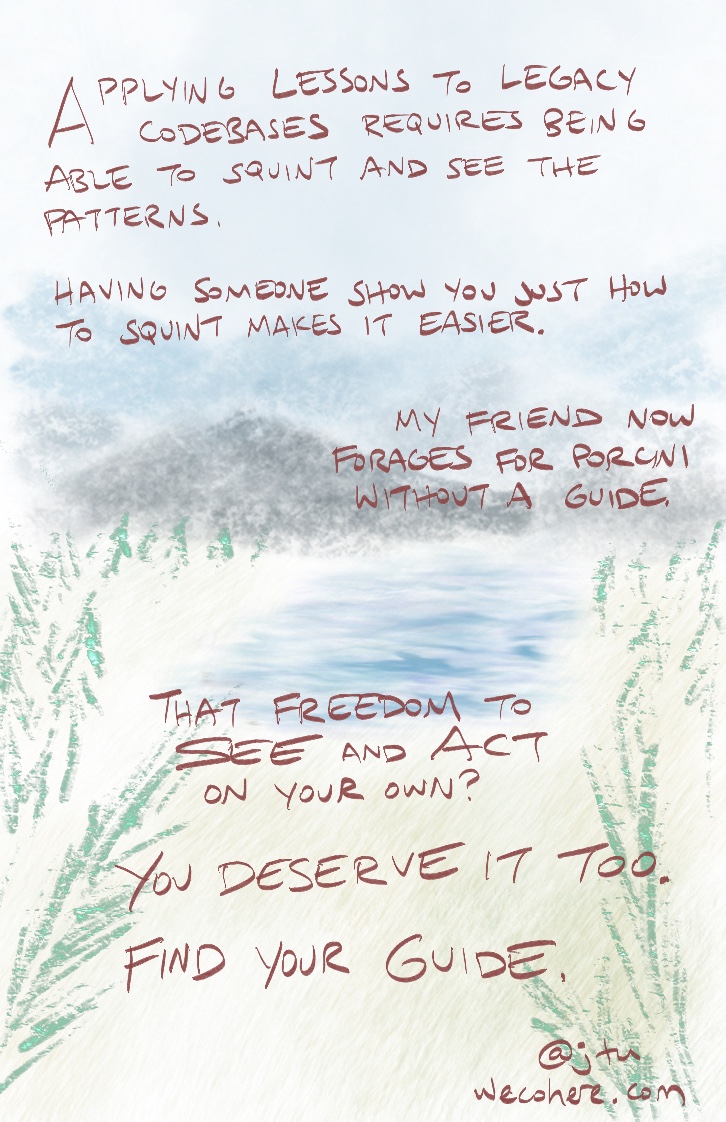 APPLYING LESSONS TO LEGACY
CODEBASES REQUIRES BEING
ABLE TO SQUINT AND SEE THE
PATTERNS.
HAVING SOMEONE SHOW YOU JUST HOW
TO SQUINT MAKES IT EASIER.
MY FRIEND NOW
FORAGES FOR PORCINI
WITHOUT A GUIDE.
THAT FREEDOM TO
SEE AND ACT
ON YOUR OWN?
YOU DESERVE IT TOO.
FIND YOUR GUIDE.
@jtu
wecohere.com